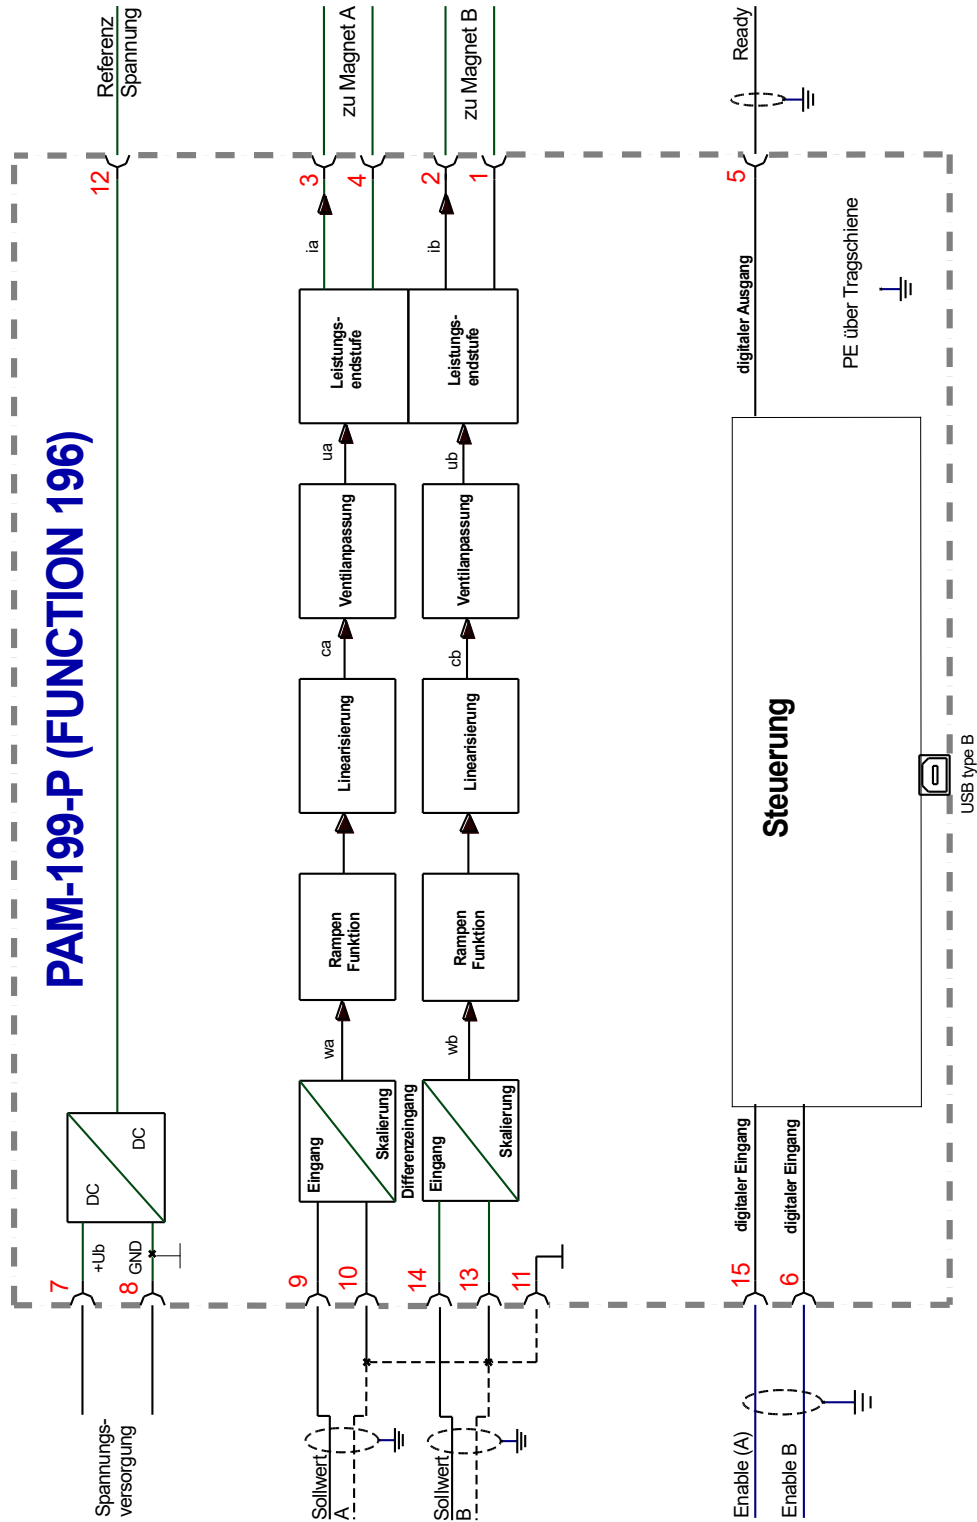 PAM-199-P (FUNCTION 196)
Spannungs-
versorgung
7
8
+Ub
GND
DC
DC
12
Referenz
Spannung
Sollwert
A
9
10
Eingang
Skalierung
wa
Rampen
Funktion
Linearisierung
ca
Ventilanpassung
ua
Leistungs-
endstufe
ia
3
4
zu Magnet A
Differenzeingang
Sollwert
B
14
13
11
Eingang
Skalierung
wb
Rampen
Funktion
Linearisierung
cb
Ventilanpassung
ub
Leistungs-
endstufe
ib
2
1
zu Magnet B
Enable (A)
Enable B
15
6
digitaler Eingang
digitaler Eingang
Steuerung
digitaler Ausgang
5
Ready
PE über Tragschiene
USB type B